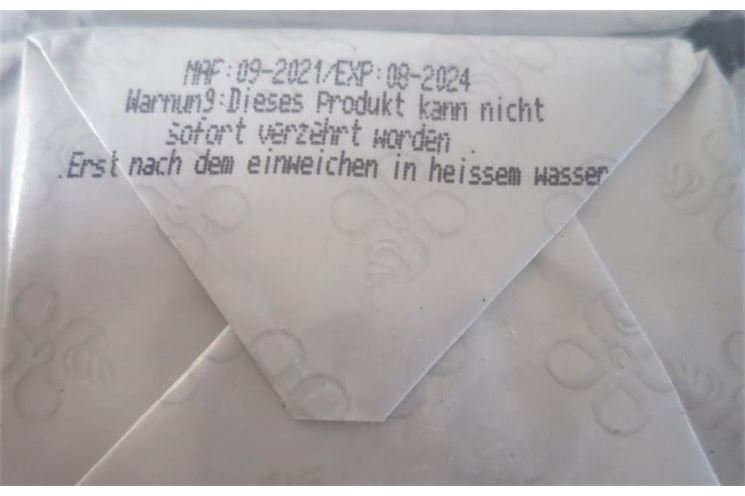 MAF:09-2021/EXP:08-2024
Warnung:Dieses Produkt kann nicht
sofort verzehrt worden .
.Erst nach dem einweichen in heissem wasser